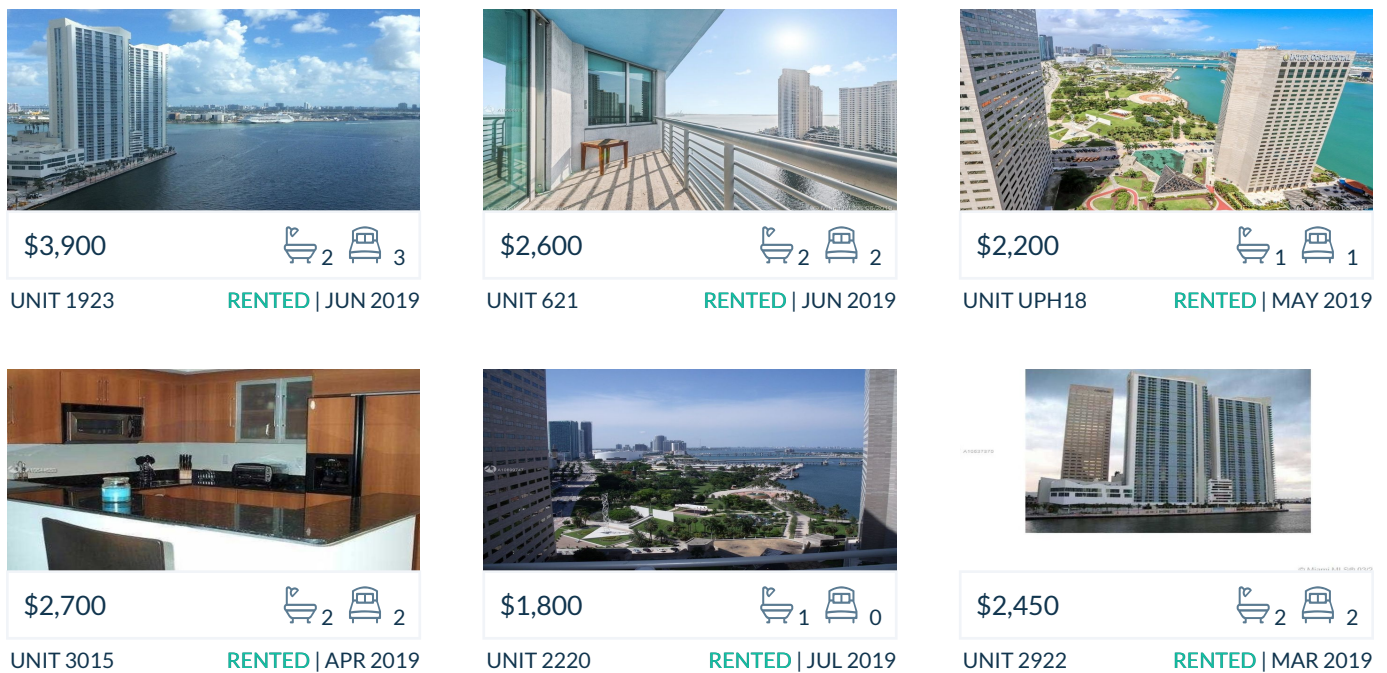 $3,900 2 3
UNIT 1923 RENTED | JUN 2019
$2,600 2 2
UNIT 621 RENTED | JUN 2019
$2,200 1 1
UNIT UPH18 RENTED | MAY 2019
$2,700 2 2
UNIT 3015 RENTED | APR 2019
$1,800 1 0
UNIT 2220 RENTED | JUL 2019
$2,450 2 2
UNIT 2922 RENTED | MAR 2019